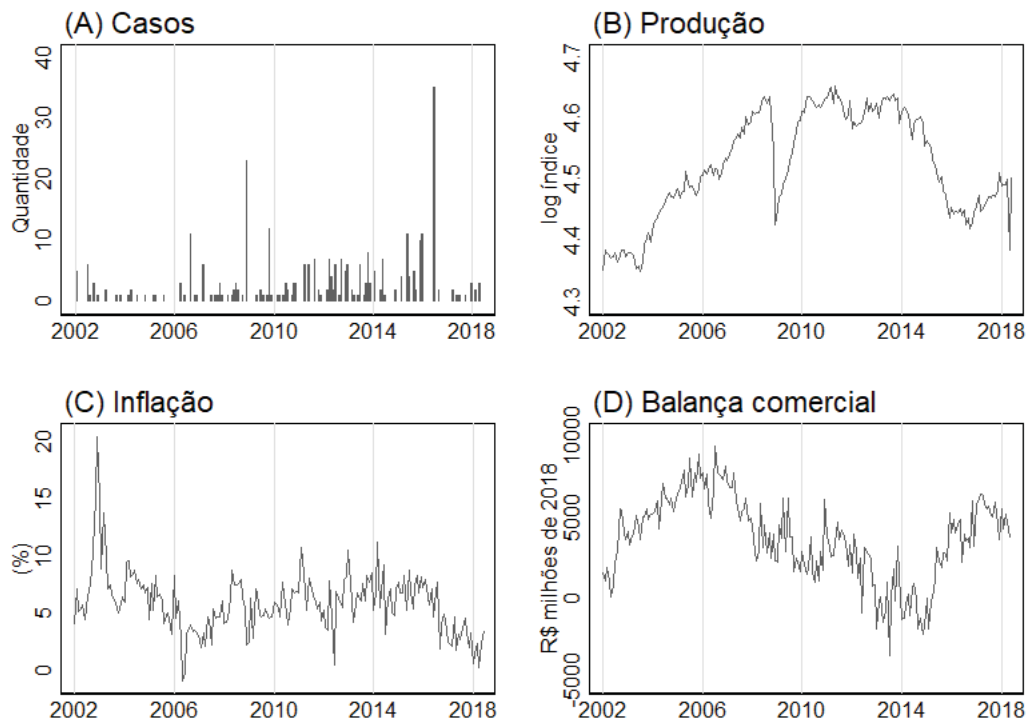 (A) Casos
Quantidade
40
30
20
10
0
2002 2006 2010 2014 2018
(B) Produção
log índice
4.7
4.6
4.5
4.4
4.3
2002 2006 2010 2014 2018
(C) Inflação
(%)
20
15
10
5
0
2002 2006 2010 2014 2018
(D) Balança comercial
R$ milhões de 2018
10000
5000
0
-5000
2002 2006 2010 2014 2018